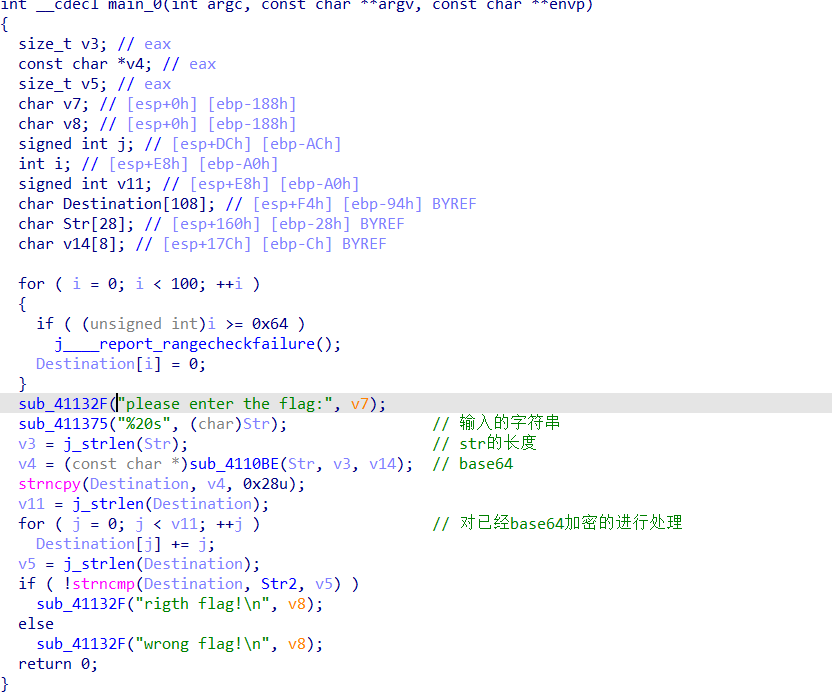 int __cdecl main_0(int argc, const char **argv, const char **envp)
{
  size_t v3; // eax
  const char *v4; // eax
  size_t v5; // eax
  char v7; // [esp+0h] [ebp-188h]
  char v8; // [esp+0h] [ebp-188h]
  signed int j; // [esp+DCh] [ebp-ACh]
  int i; // [esp+E8h] [ebp-A0h]
  signed int v11; // [esp+E8h] [ebp-A0h]
  char Destination[108]; // [esp+F4h] [ebp-94h] BYREF
  char Str[28]; // [esp+160h] [ebp-28h] BYREF
  char v14[8]; // [esp+17Ch] [ebp-Ch] BYREF

  for ( i = 0; i < 100; ++i )
  {
    if ( (unsigned int)i >= 0x64 )
      j____report_rangecheckfailure();
    Destination[i] = 0;
  }
  sub_41132F("please enter the flag:", v7);
  sub_411375("%20s", (char)Str);                // 输入的字符串
  v3 = j_strlen(Str);                           // str的长度
  v4 = (const char *)sub_4110BE(Str, v3, v14);  // base64
  strncpy(Destination, v4, 0x28u);
  v11 = j_strlen(Destination);
  for ( j = 0; j < v11; ++j )                   // 对已经base64加密的进行处理
    Destination[j] += j;
  v5 = j_strlen(Destination);
  if ( !strncmp(Destination, Str2, v5) )
    sub_41132F("rigth flag!\n", v8);
  else
    sub_41132F("wrong flag!\n", v8);
  return 0;
}